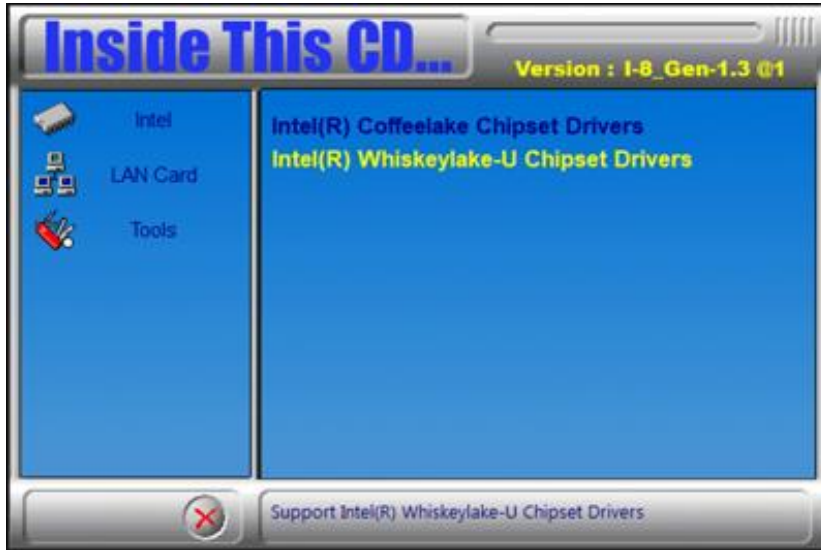 Inside This CD...
Version : I-8_Gen-1.3 @1
Intel
LAN Card
Tools
Intel(R) Coffeelake Chipset Drivers
Intel(R) Whiskeylake-U Chipset Drivers
Support Intel(R) Whiskeylake-U Chipset Drivers